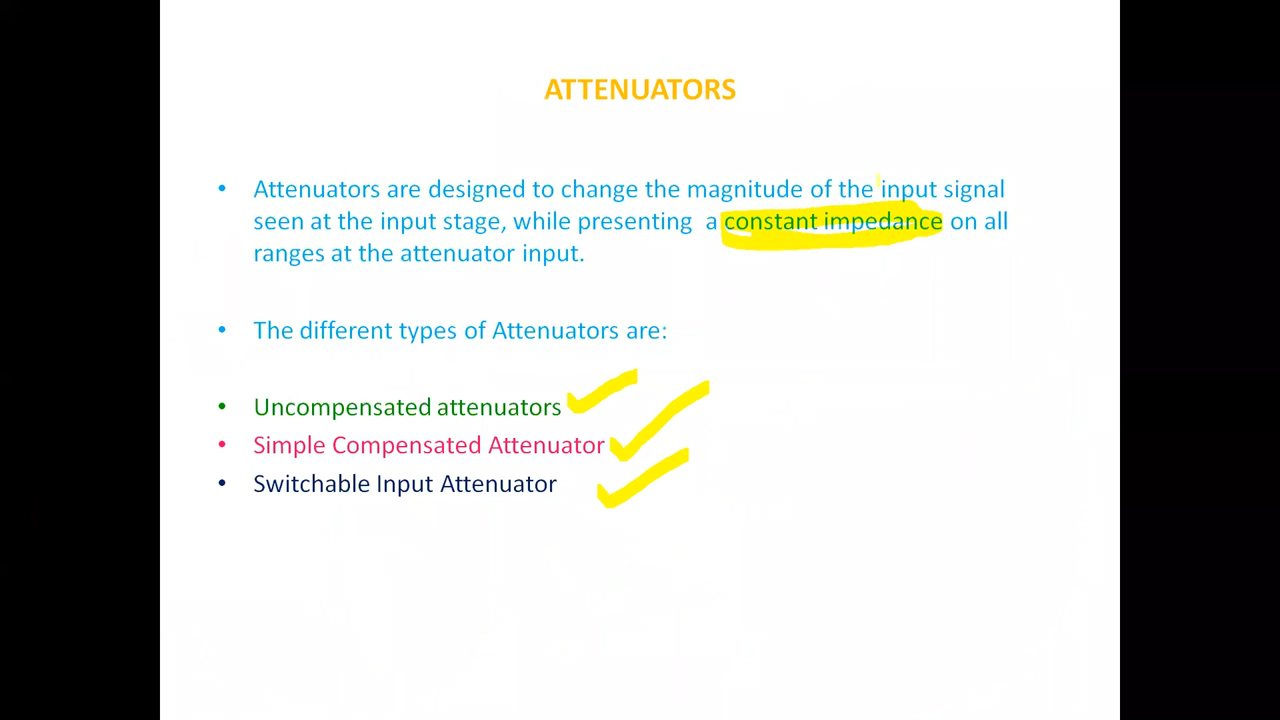 ATTENUATORS
• Attenuators are designed to change the magnitude of the input signal
seen at the input stage, while presenting a constant impedance on all
ranges at the attenuator input.
• The different types of Attenuators are:
• Uncompensated attenuators
• Simple Compensated Attenuator
• Switchable Input Attenuator